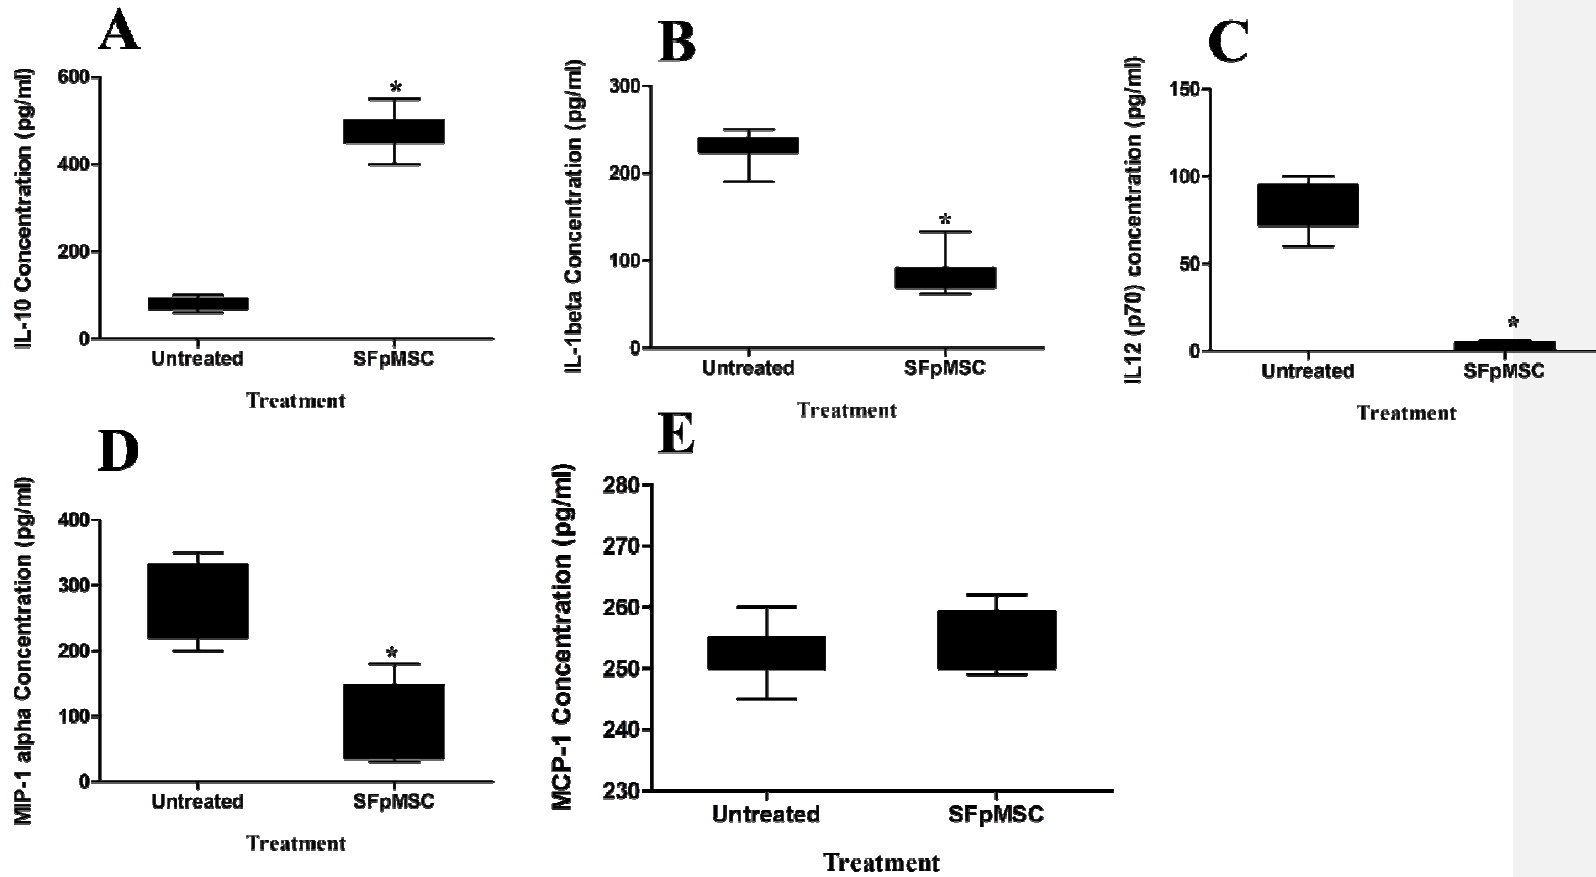 A
IL-10 Concentration (pg/ml)
600
400
200
0
*
Untreated
SFpMSC
Treatment
B
IL-1beta Concentration (pg/ml)
300
200
100
0
*
Untreated
SFpMSC
Treatment
C
IL12 (p70) concentration (pg/ml)
150
100
50
0
*
Untreated
SFpMSC
Treatment
D
MIP-1 alpha Concentration (pg/ml)
400
300
200
100
0
*
Untreated
SFpMSC
Treatment
E
MCP-1 Concentration (pg/ml)
280
270
260
250
240
230
Untreated
SFpMSC
Treatment